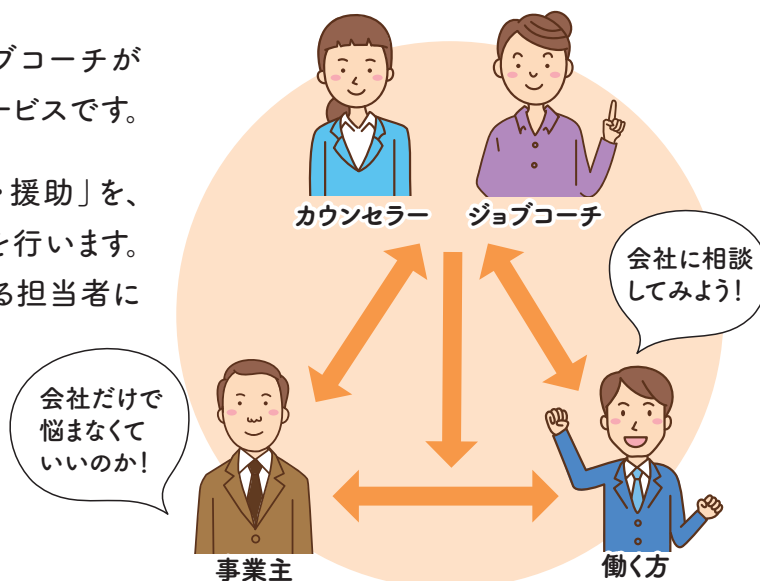 ブコーチが
ービスです。
援助」を、
を行います。
る担当者に
カウンセラー
ジョブコーチ
会社に相談
してみよう!
会社だけで
悩まなくて
いいのか!
事業主
働く方